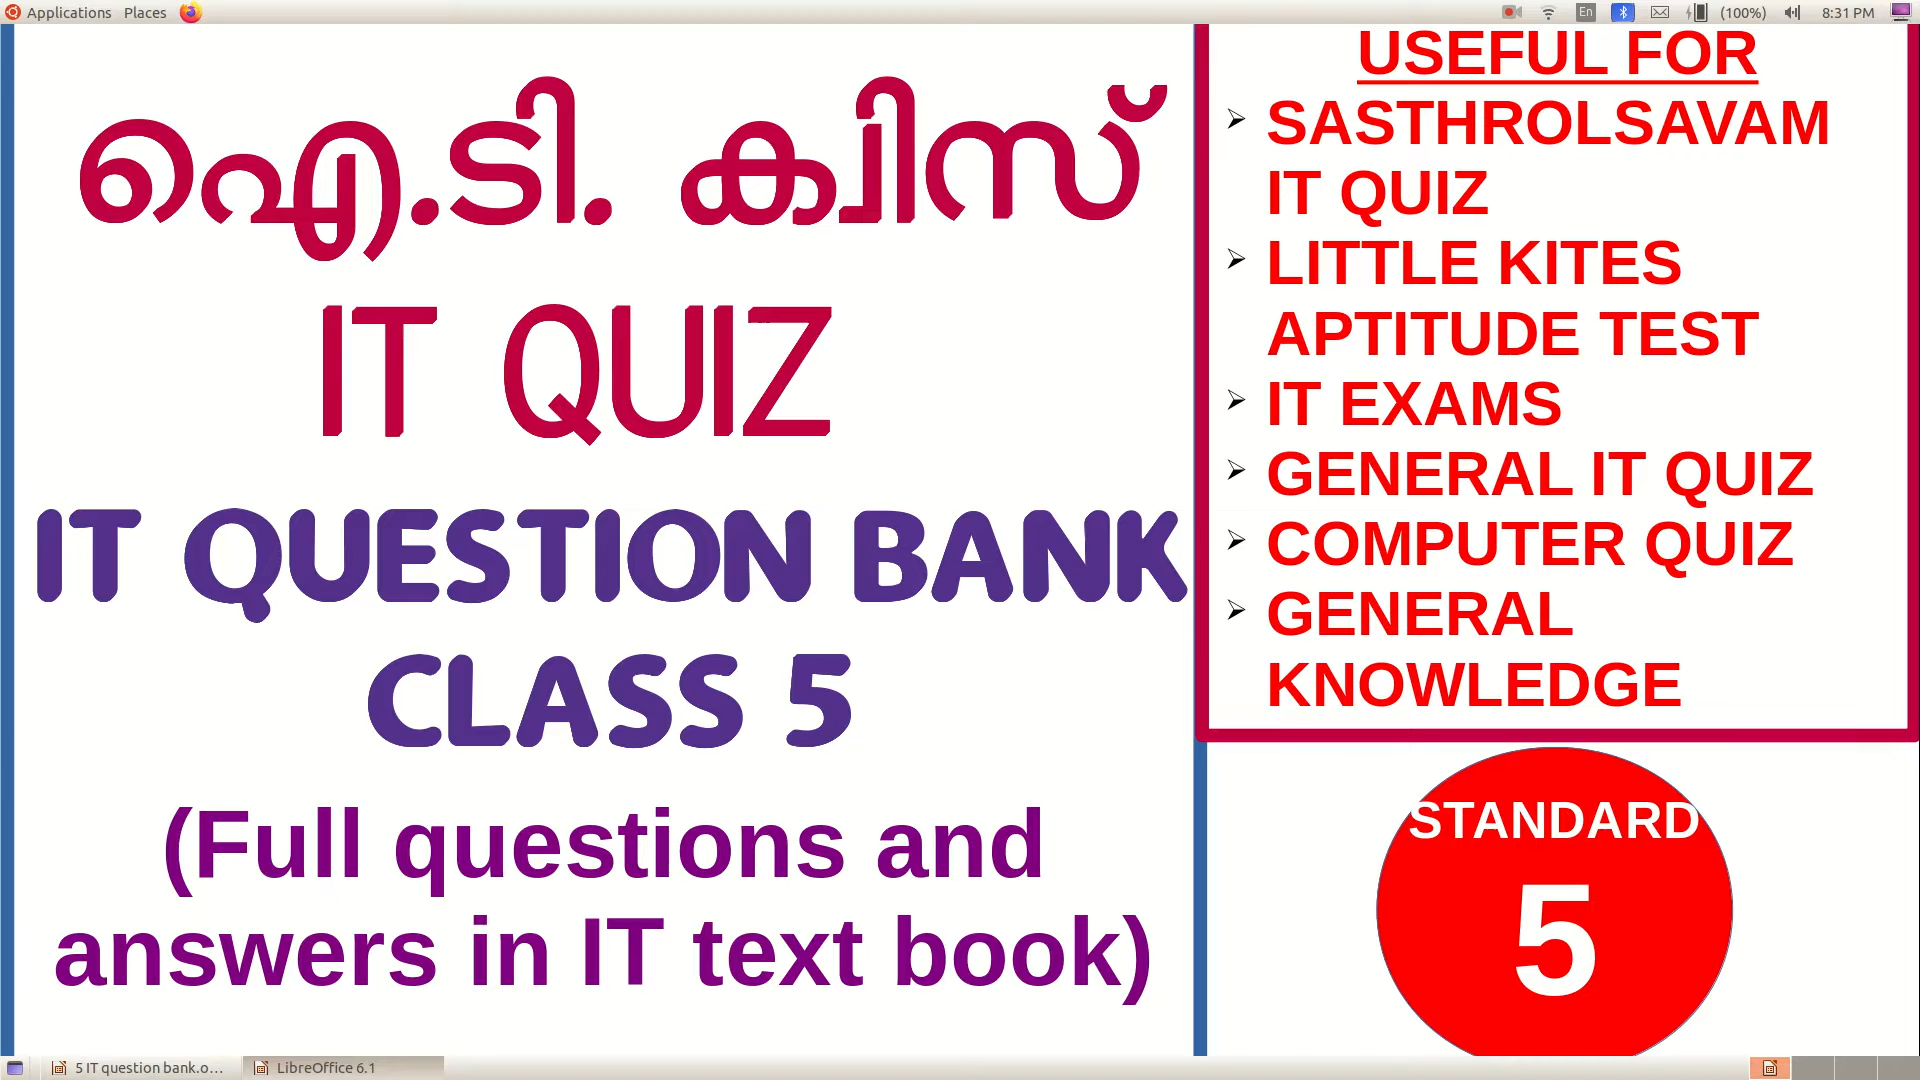 Applications Places
En (100%) 8:31 PM
ഐ.ടി. ക്വിസ്
IT QUIZ
IT QUESTION BANK
CLASS 5
(Full questions and
answers in IT text book)
USEFUL FOR
➢ SASTHROLSAVAM
IT QUIZ
➢ LITTLE KITES
APTITUDE TEST
➢ IT EXAMS
➢ GENERAL IT QUIZ
➢ COMPUTER QUIZ
➢ GENERAL
KNOWLEDGE
STANDARD
5
5 IT question bank.o...
LibreOffice 6.1